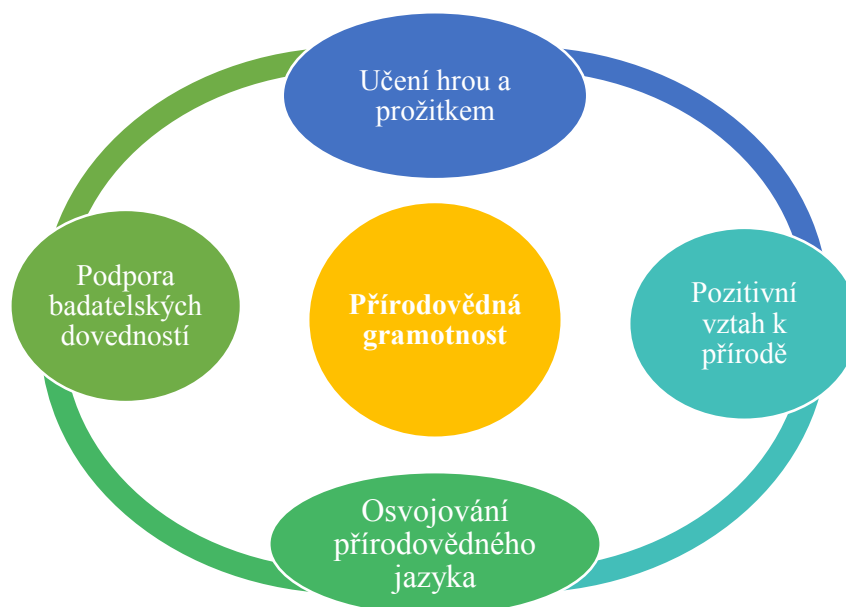 Učení hrou a
prožitkem
Podpora
badatelských
dovedností
Přírodovědná
gramotnost
Pozitivní
vztah k
přírodě
Osvojování
přírodovědného
jazyka